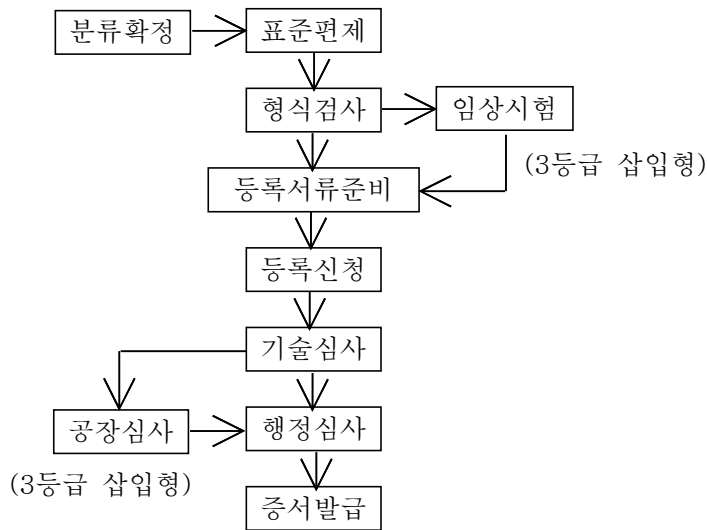 분류확정
표준편제
형식검사
임상시험
(3등급 삽입형)
등록서류준비
등록신청
기술심사
공장심사
행정심사
(3등급 삽입형)
증서발급